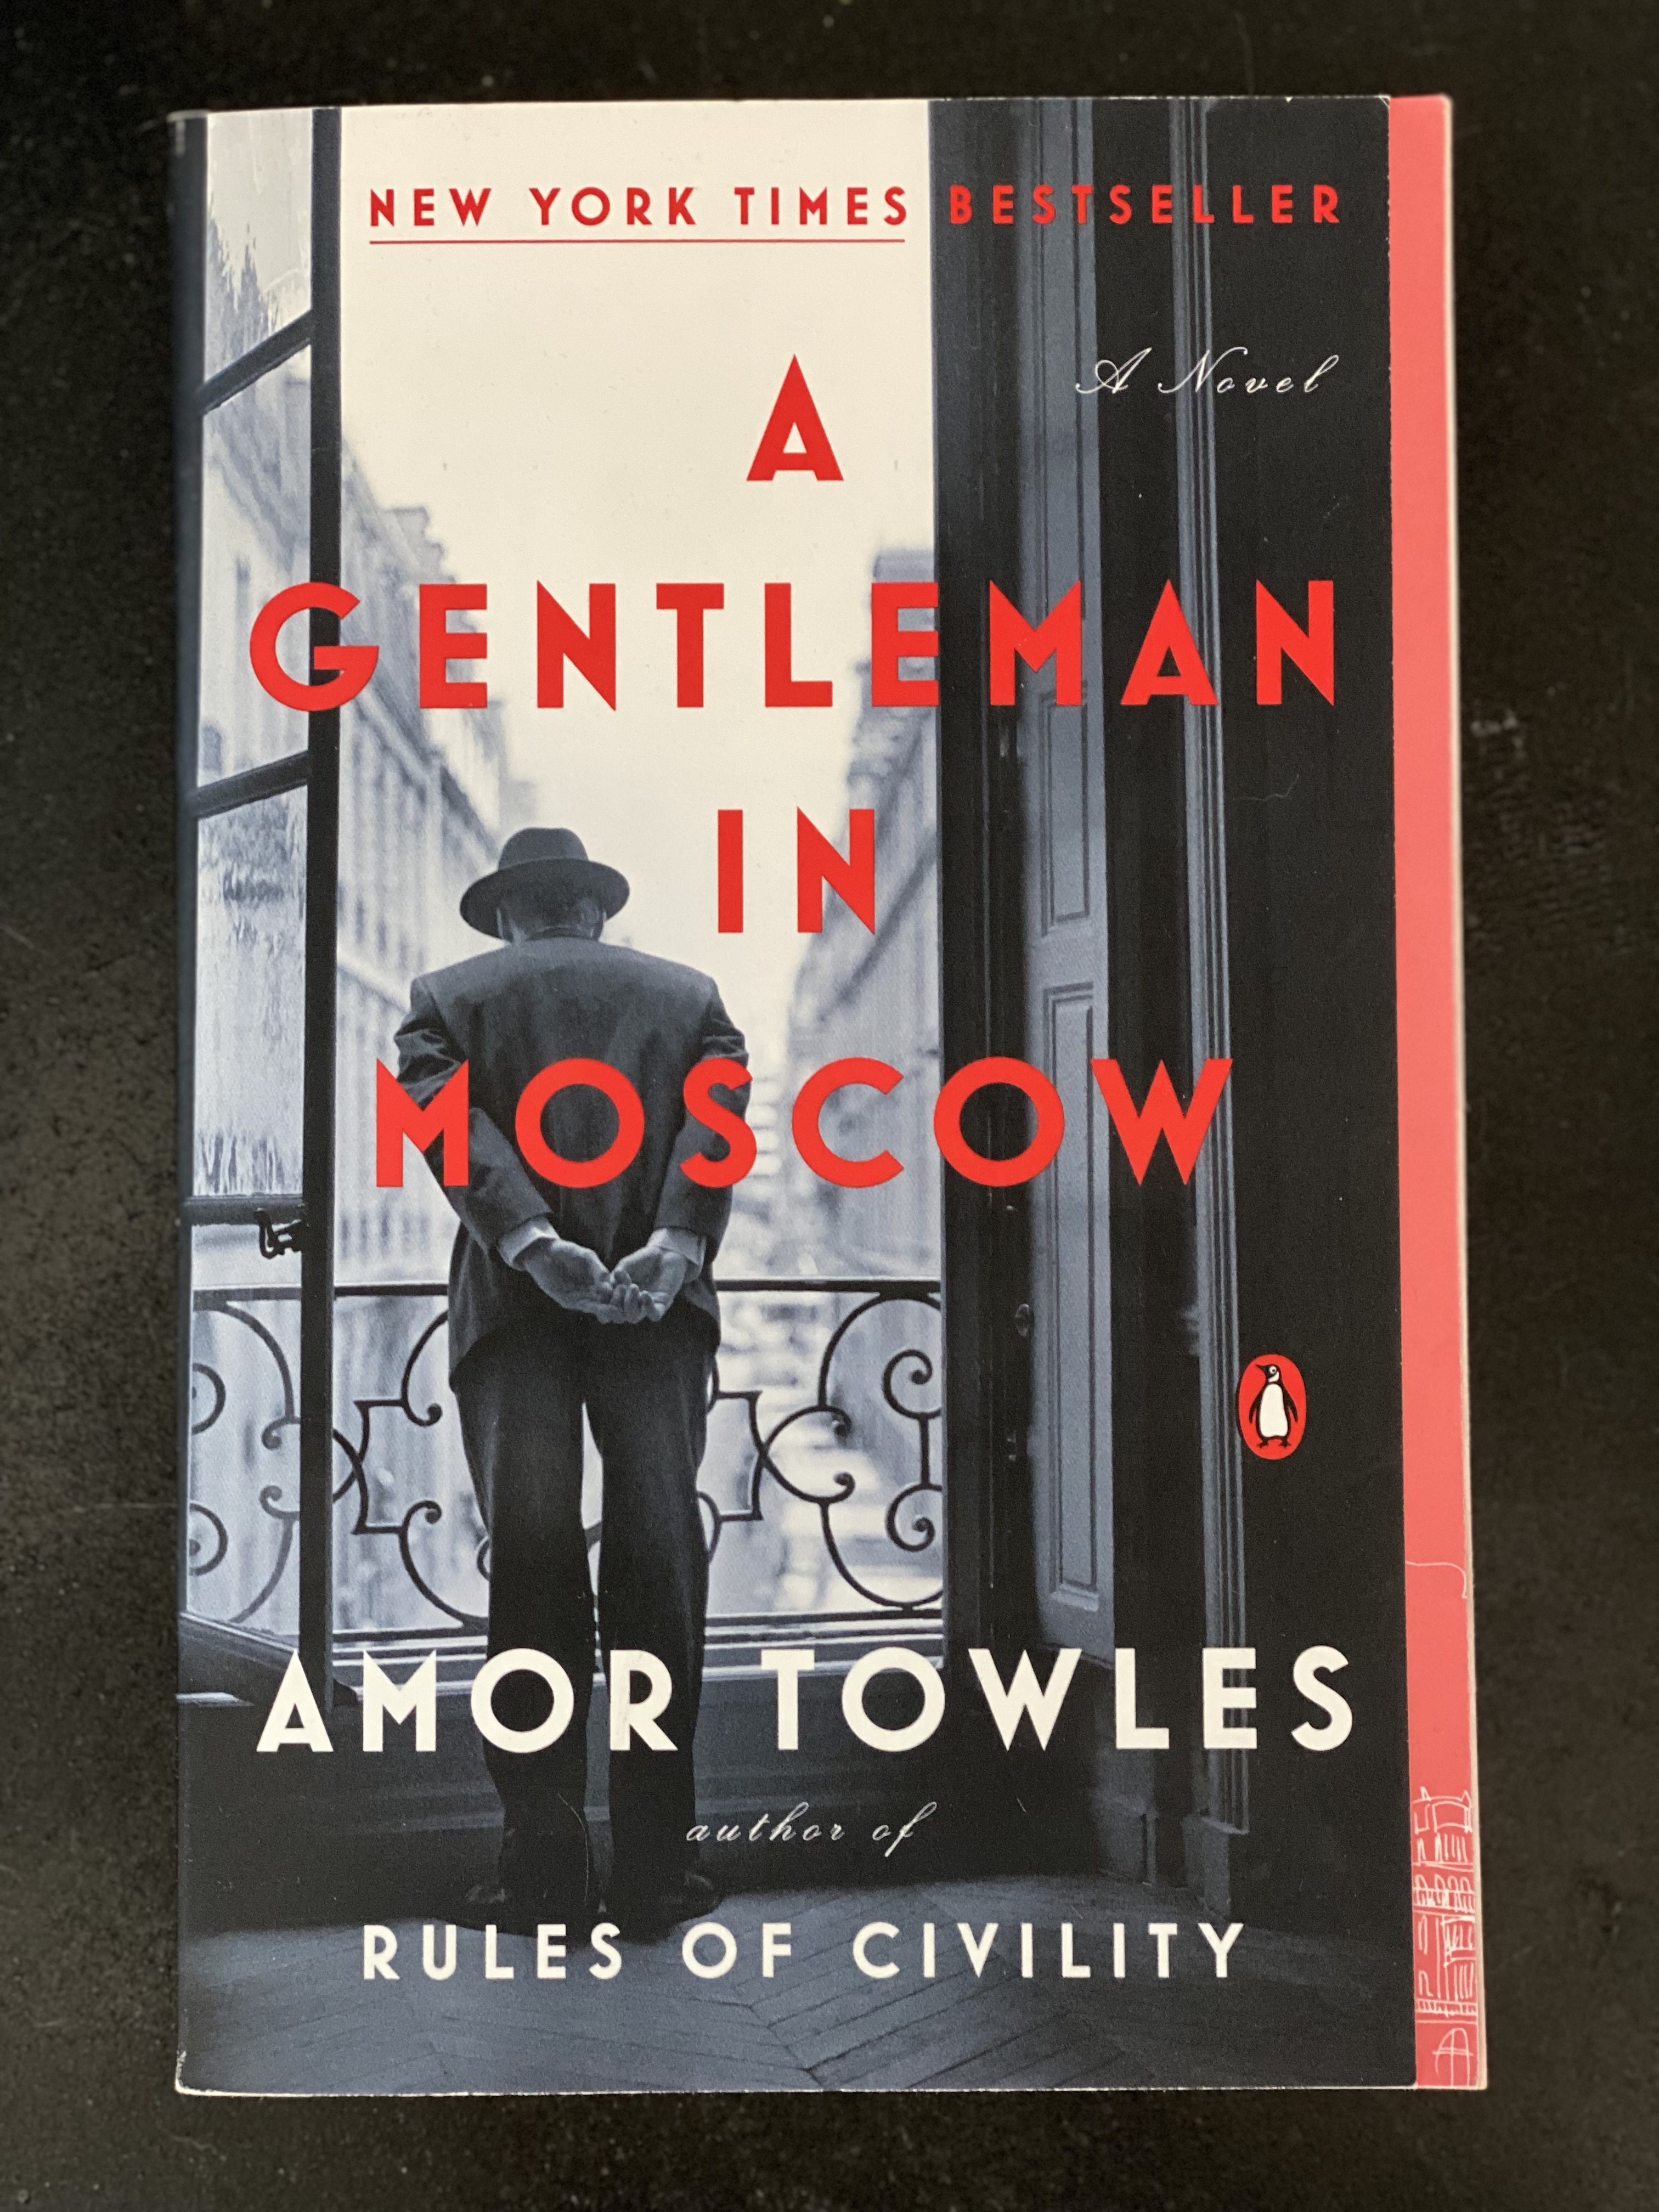 NEW YORK TIMES BESTSELLER
A Novel
A
GENTLEMAN
IN
MOSCOW
AMOR TOWLES
author of
RULES OF CIVILITY